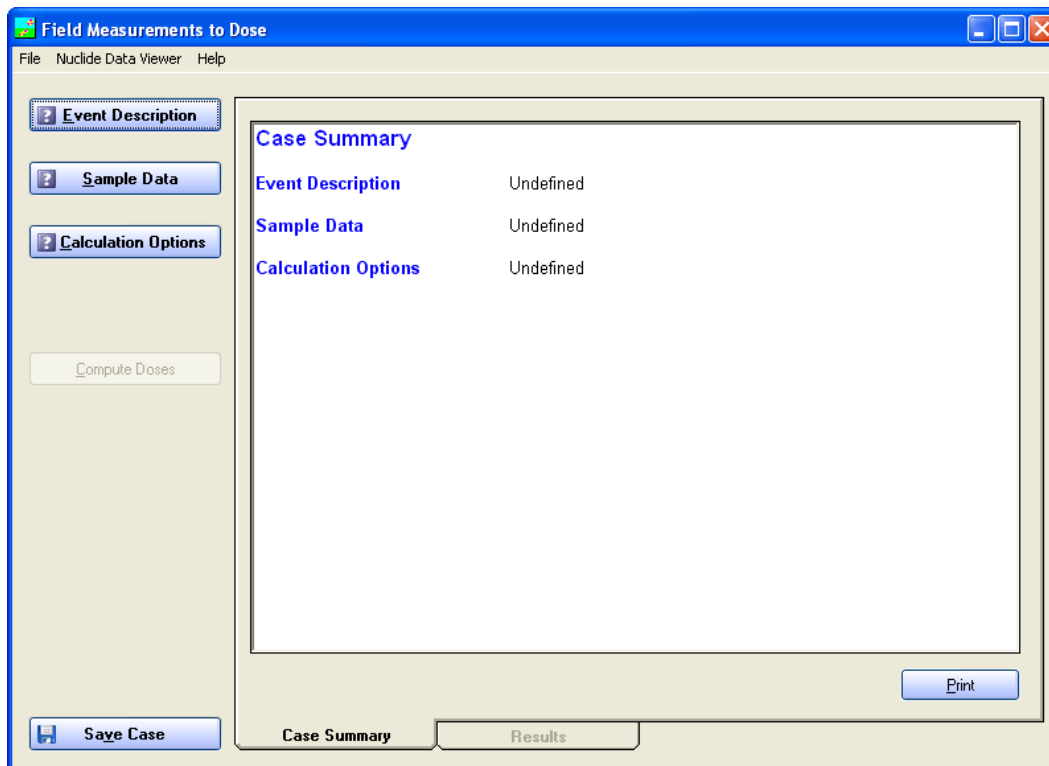 Field Measurements to Dose
File Nuclide Data Viewer Help
Event Description
Sample Data
Calculation Options
Compute Doses
Save Case
Case Summary
Event Description Undefined
Sample Data Undefined
Calculation Options Undefined
Print
Case Summary Results